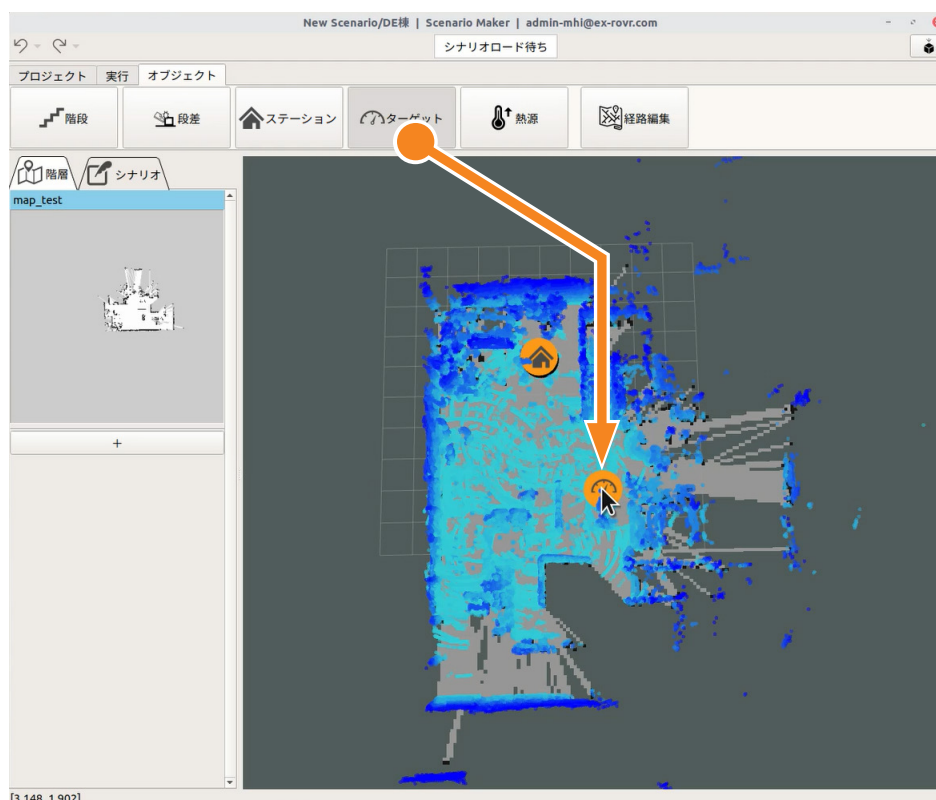 New Scenario/DE棟 | Scenario Maker | admin-mhi@ex-rovr.com
シナリオロード待ち
プロジェクト 実行 オブジェクト
階段 段差 ステーション ターゲット 熱源 経路編集
階層 シナリオ
map_test
+
[3.148, 1.902]